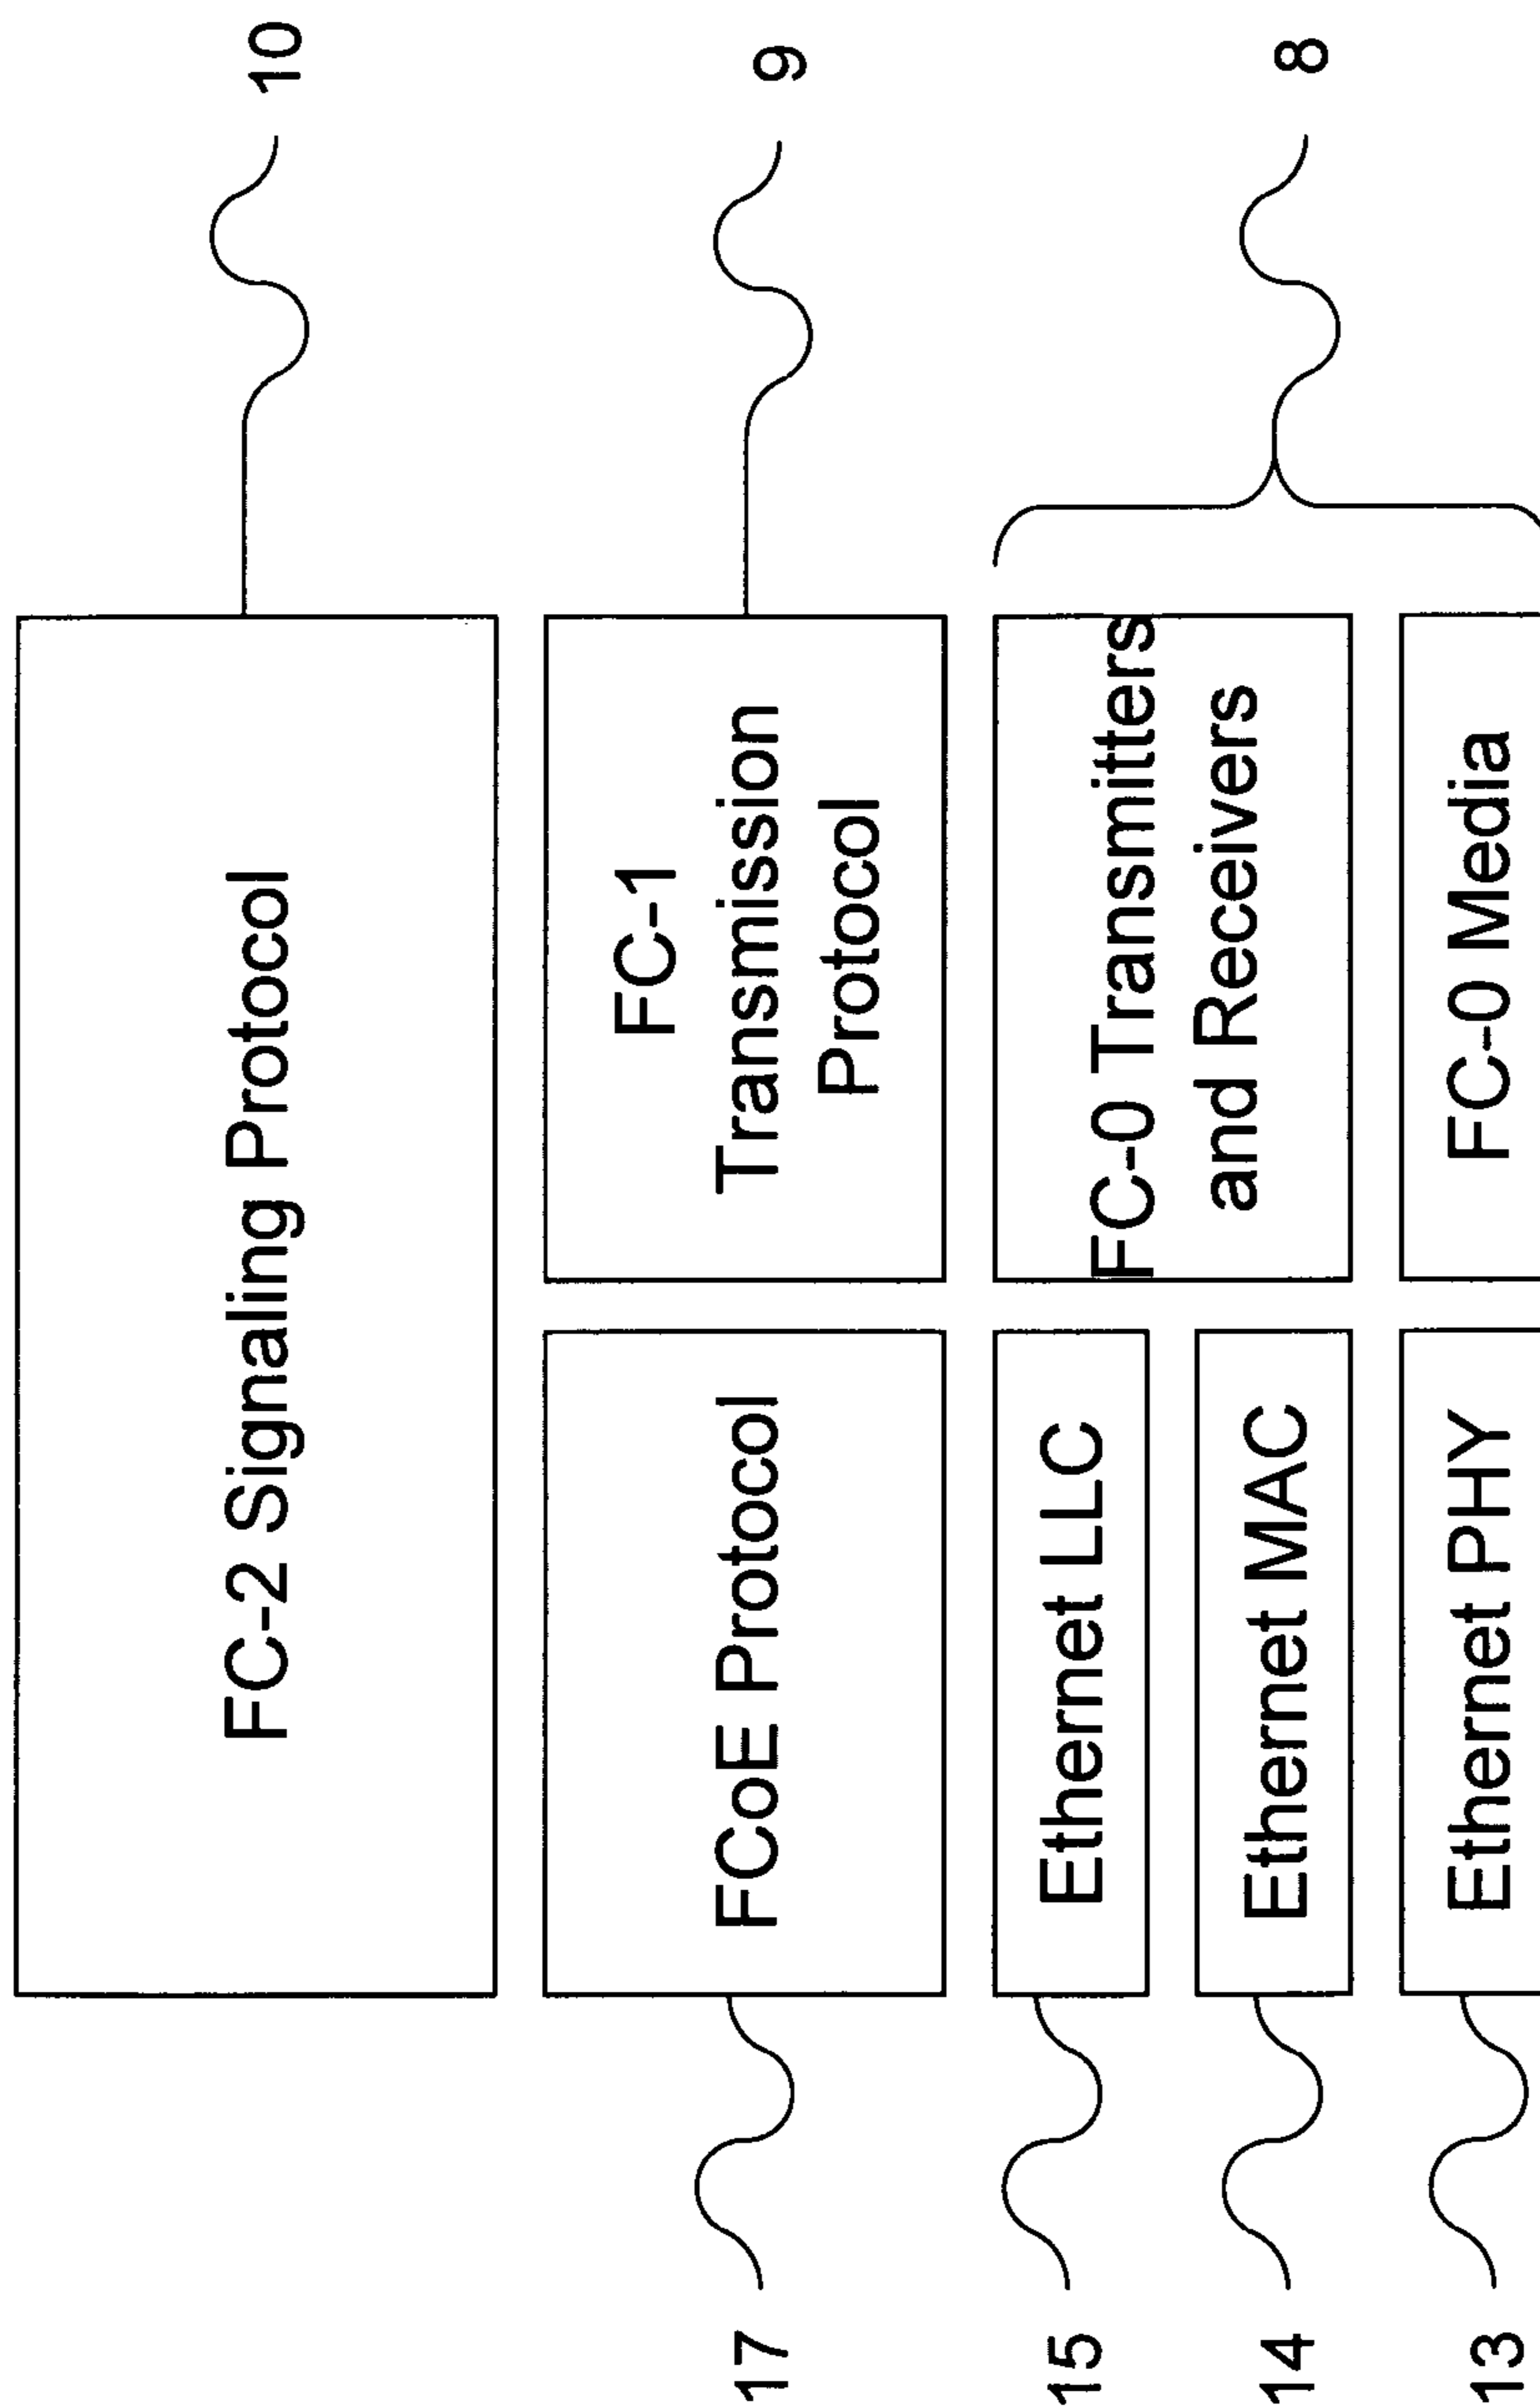 FC-2 Signaling Protocol
10
17
FCoE Protocol
FC-1
Transmission
Protocol
9
15
Ethernet LLC
14
Ethernet MAC
FC-0 Transmitters
and Receivers
8
13
Ethernet PHY
FC-0 Media